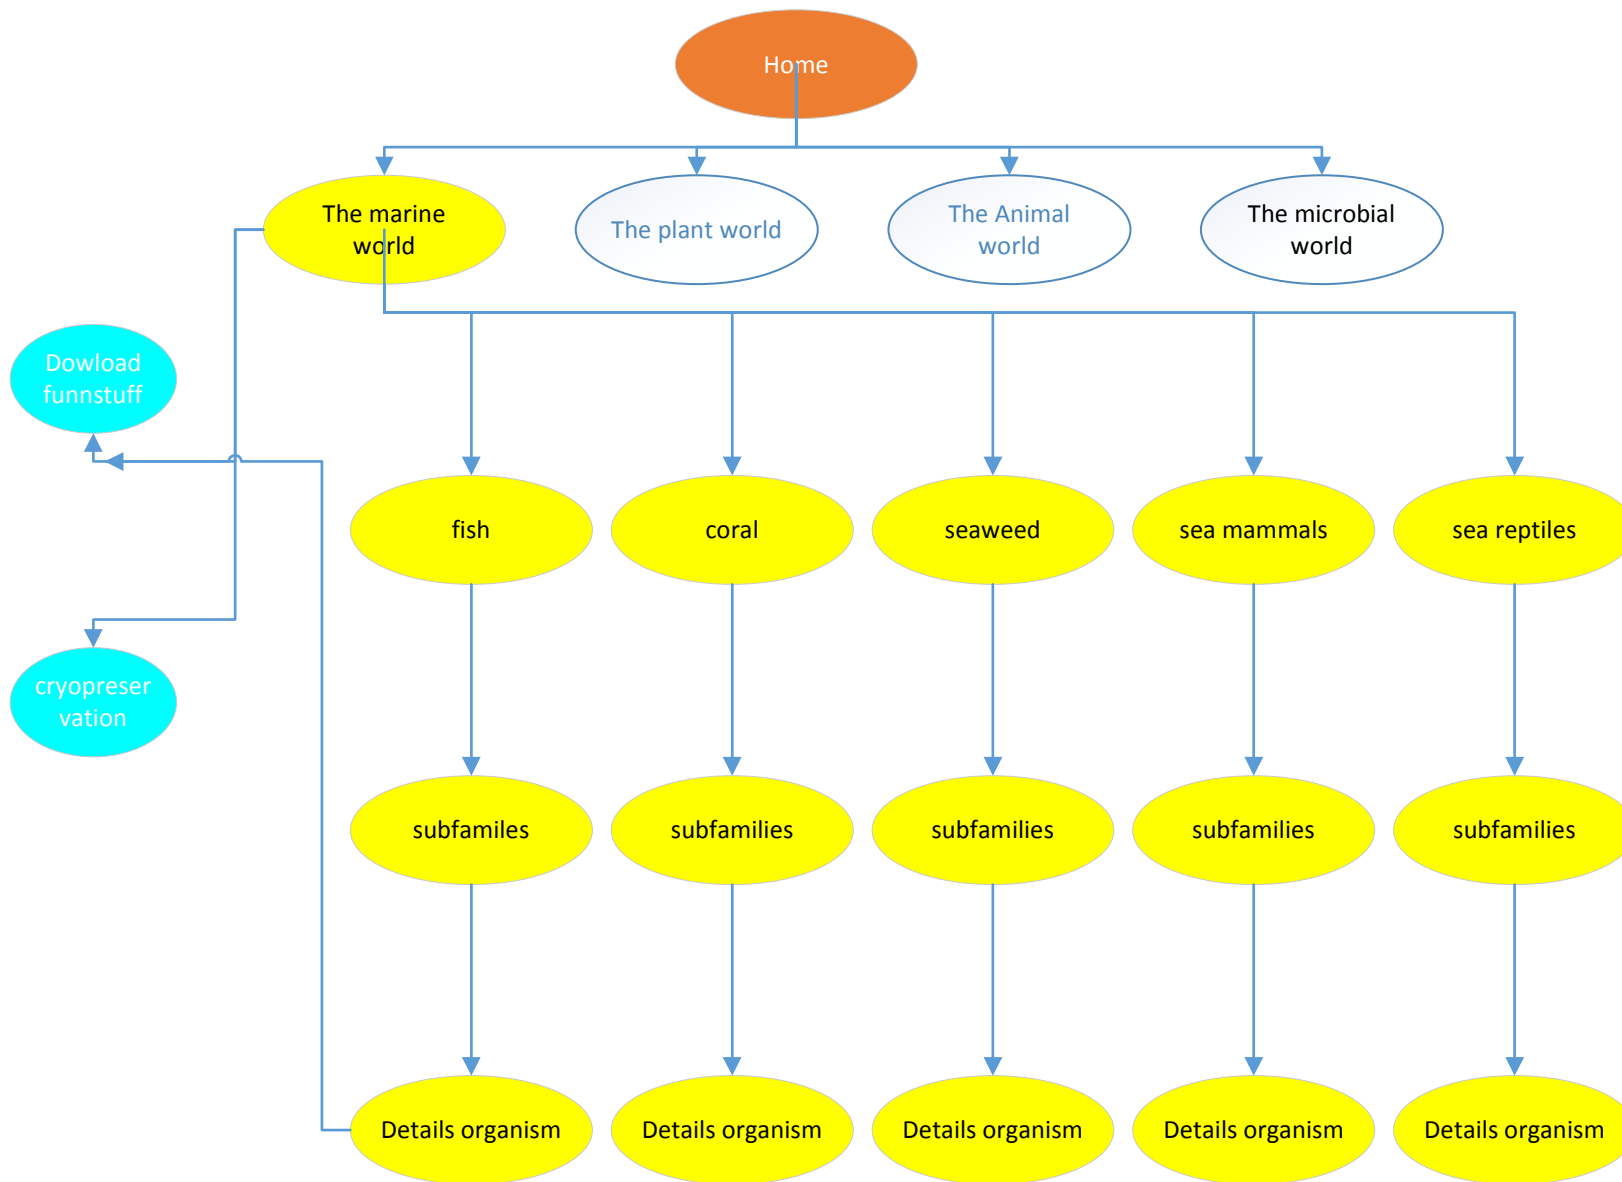 Home
The marine
world
The plant world
The Animal
world
The microbial
world
Dowload
funnstuff
fish
coral
seaweed
sea mammals
sea reptiles
cryopreser
vation
subfamiles
subfamilies
subfamilies
subfamilies
subfamilies
Details organism
Details organism
Details organism
Details organism
Details organism